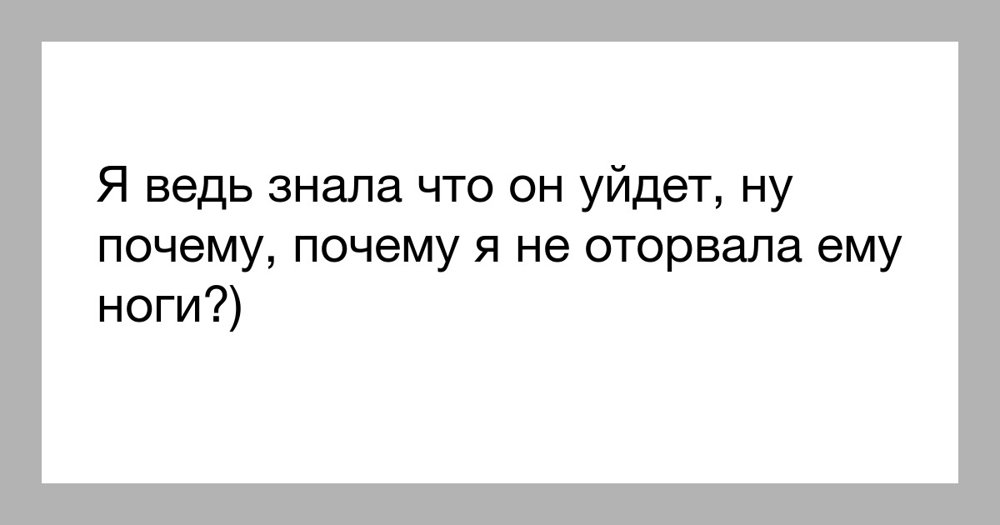 Я ведь знала что он уйдет, ну
почему, почему я не оторвала ему
ноги?)